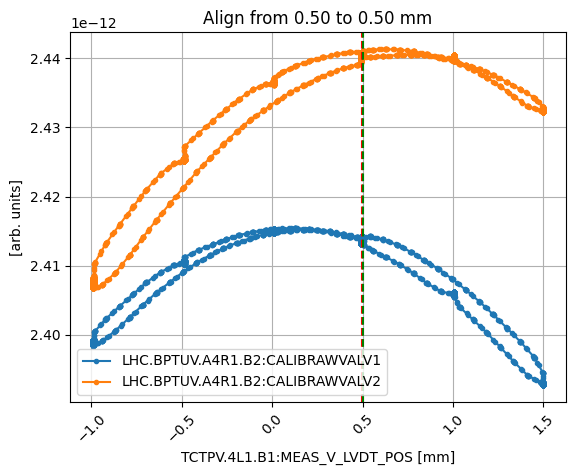 Align from 0.50 to 0.50 mm
1e−12
2.44
2.43
2.42
2.41
2.40
[arb. units]
LHC.BPTUV.A4R1.B2:CALIBRAWVALV1
LHC.BPTUV.A4R1.B2:CALIBRAWVALV2
−1.0
−0.5
0.0
0.5
1.0
1.5
TCTPV.4L1.B1:MEAS_V_LVDT_POS [mm]